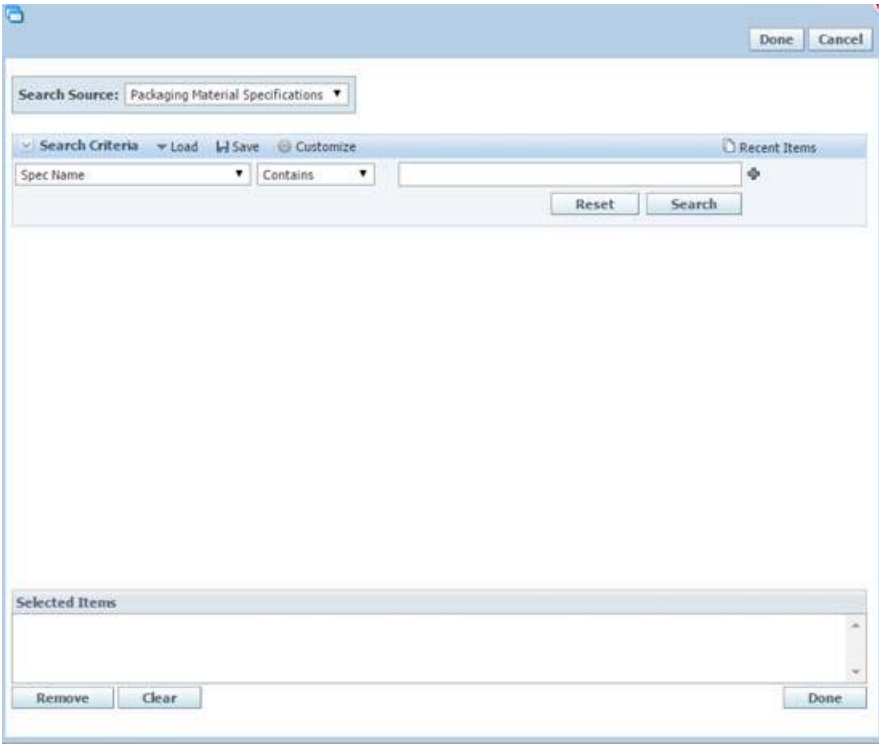 Done Cancel
Search Source: Packaging Material Specifications
Search Criteria Load Save Customize Recent Items
Spec Name Contains
Reset Search
Selected Items
Remove Clear Done